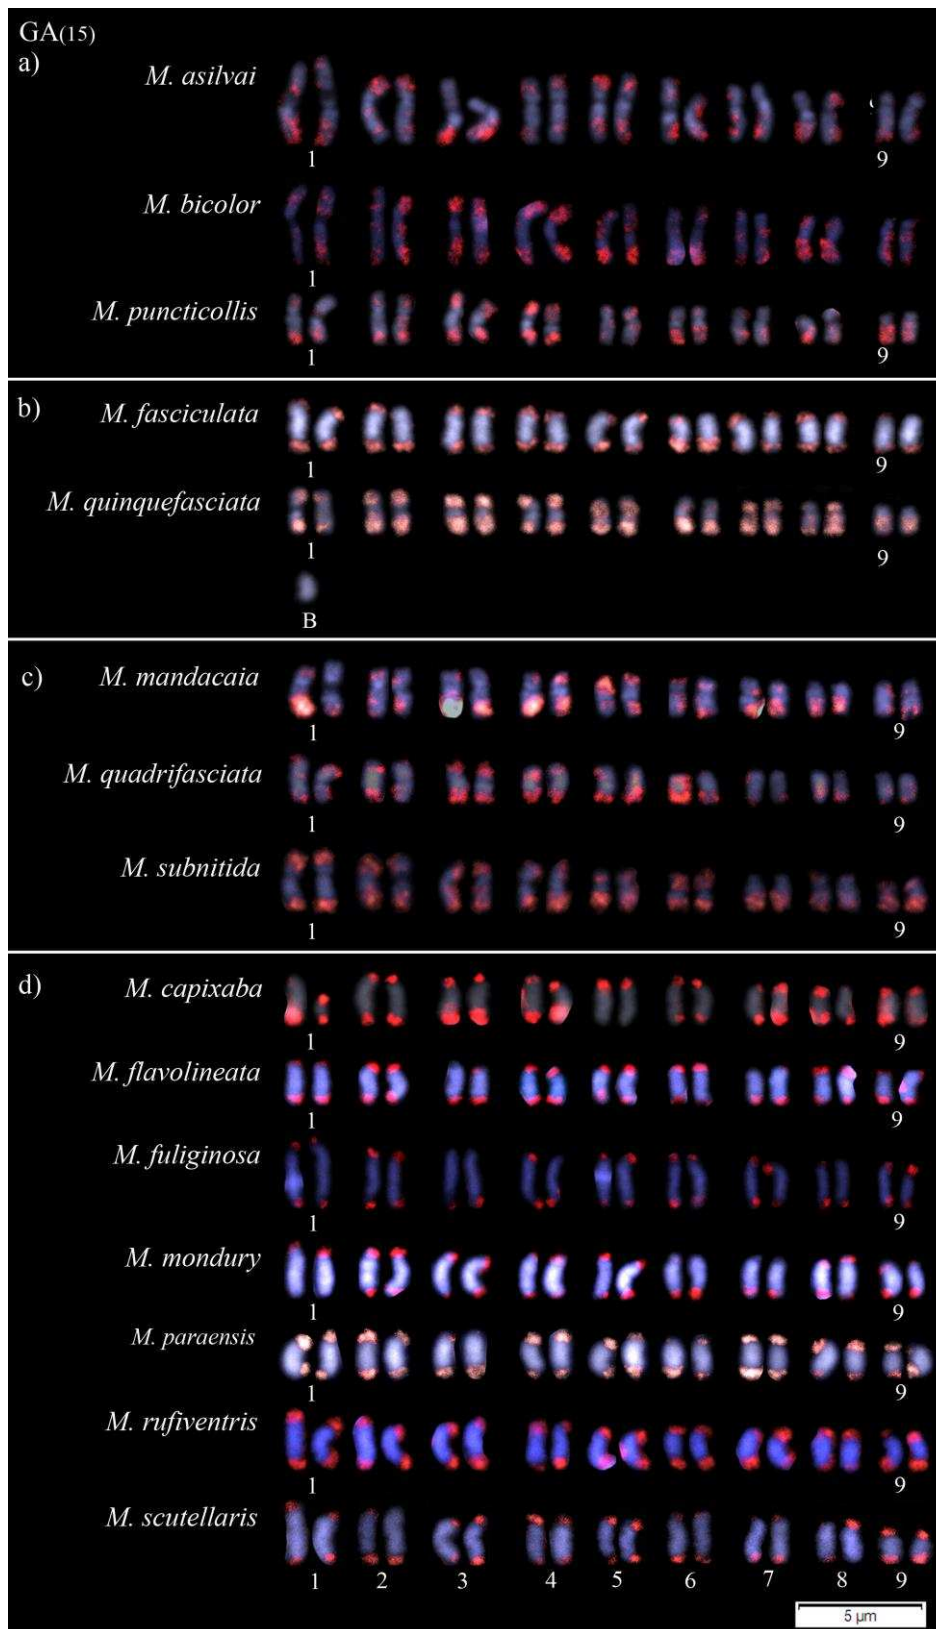 GA(15)
a)
M. asilvai
1 9
M. bicolor
1
M. puncticollis
1 9
b)
M. fasciculata
1 9
M. quinquefasciata
1 9
B
c)
M. mandacaia
1 9
M. quadrifasciata
1 9
M. subnitida
1 9
d)
M. capixaba
1 9
M. flavolineata
1 9
M. fuliginosa
1 9
M. mondury
1 9
M. paraensis
1 9
M. rufiventris
1 9
M. scutellaris
1 2 3 4 5 6 7 8 9
5 µm